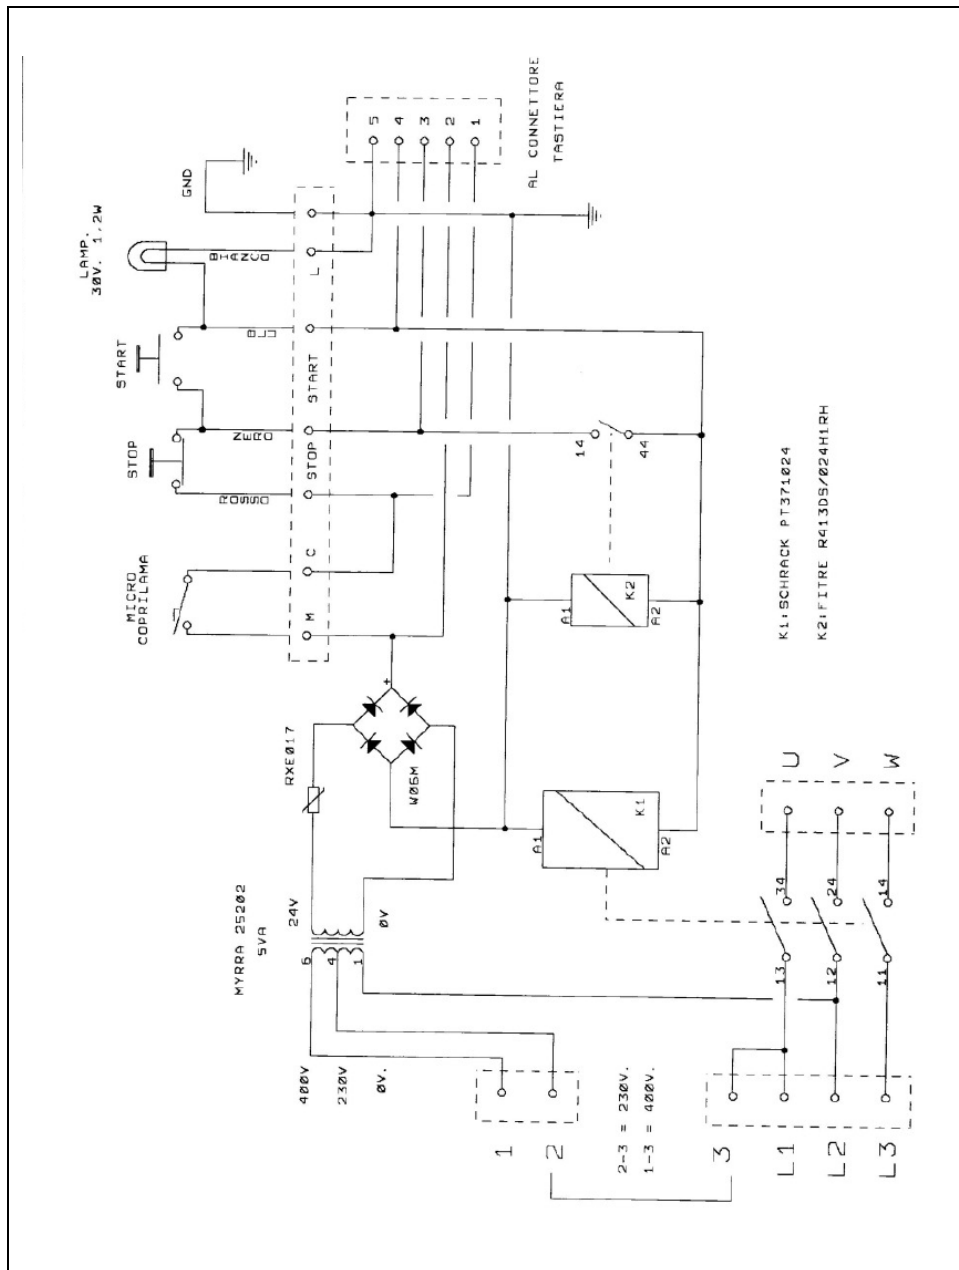 AL CONNETTORE
TASTIERA
5
4
3
2
1
GND
LAMP.
30V. 1,2W
BIANCO
L
BLU
START
START
NERO
STOP
STOP
ROSSO
MICRO
COPRILAMA
C
M
14
44
A1
K2
A2
K1:SCHRACK PT371024
K2:FITRE R413DS/024H1RH
+
RXE017
W06M
A1
K1
A2
MYRRA 25202
5VA
24V
0V
6
4
1
400V
230V
0V.
1
2
2-3 = 230V.
1-3 = 400V.
3
L1
L2
L3
13
12
11
34
24
14
U
V
W